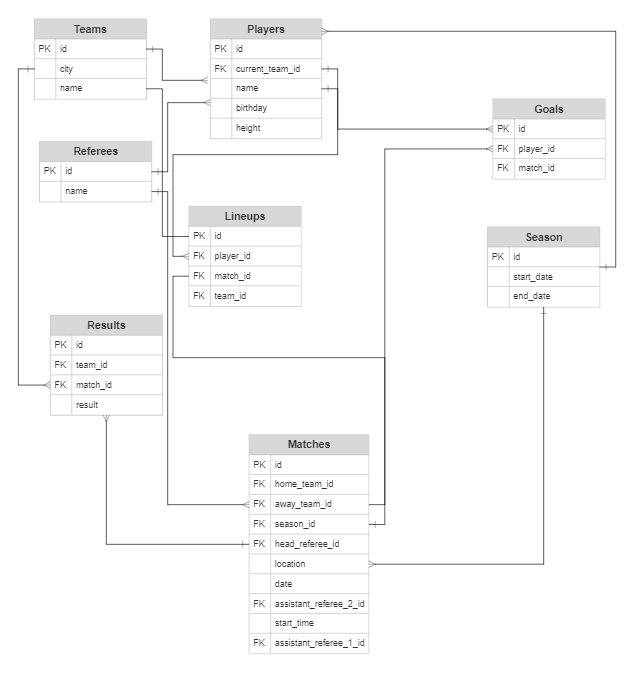 Teams
PK id
city
name
Players
PK id
FK current_team_id
name
birthday
height
Goals
PK id
FK player_id
FK match_id
Referees
PK id
name
Lineups
PK id
FK player_id
FK match_id
FK team_id
Season
PK id
start_date
end_date
Results
PK id
FK team_id
FK match_id
result
Matches
PK id
FK home_team_id
FK away_team_id
FK season_id
FK head_referee_id
location
date
FK assistant_referee_2_id
start_time
FK assistant_referee_1_id